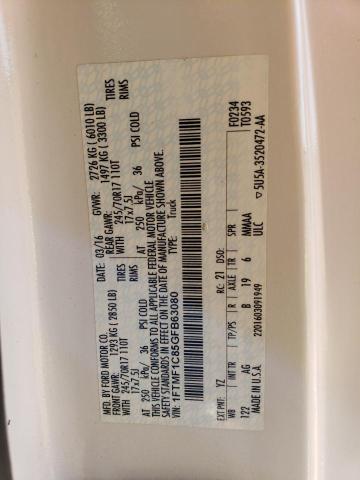 MFD. BY FORD MOTOR CO.
DATE: 03/16 GVWR: 2726 KG ( 6010 LB)
FRONT GAWR: 1293 KG ( 2850 LB) REAR GAWR: 1497 KG ( 3300 LB)
WITH 245/70R17 110T WITH 245/70R17 110T TIRES
17x7.5J 17x7.5J RIMS
AT 250 kPa/ 36 PSI COLD RIMS AT 250 kPa/ 36 PSI COLD
THIS VEHICLE CONFORMS TO ALL APPLICABLE FEDERAL MOTOR VEHICLE
SAFETY, BUMPER, AND THEFT PREVENTION STANDARDS IN EFFECT ON THE
DATE OF MANUFACTURE SHOWN ABOVE.
VIN: 1FTMF1C85GFB63080
TYPE: Truck
F0234
T0593
EXT PNT: YZ RC: 21 DSO:
WB INT TR TP/PS R AXLE TR SPR
122 AG B 19 6 MMAA
2201603091949 ULC
MADE IN U.S.A. ▽ 5U5A-3520472-AA